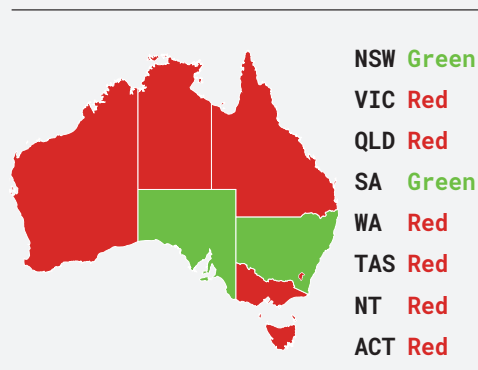 NSW Green
VIC Red
QLD Red
SA Green
WA Red
TAS Red
NT Red
ACT Red